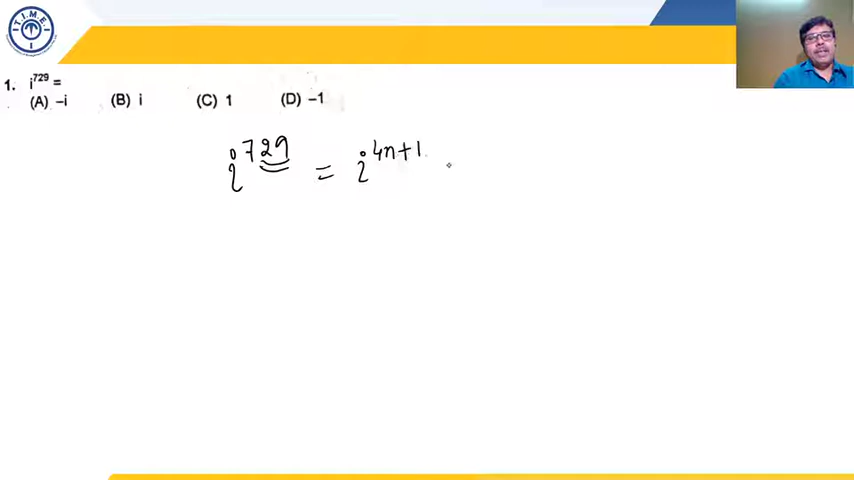 T.I.M.E.
1. i⁷²⁹ =
(A) –i (B) i (C) 1 (D) –1
i⁷²⁹ = i⁴ⁿ⁺¹